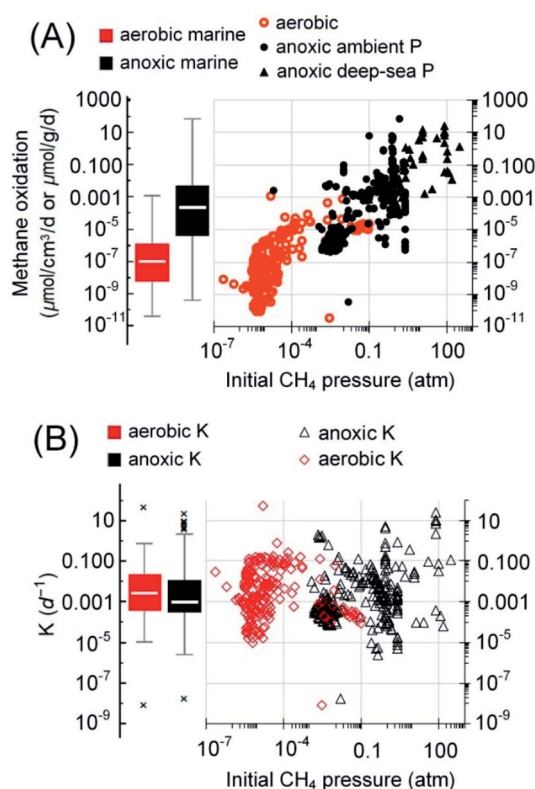 (A)
aerobic marine
anoxic marine
aerobic
anoxic ambient P
anoxic deep-sea P
Methane oxidation
(μmol/cm³/d or μmol/g/d)
1000
10
0.100
0.001
10⁻⁵
10⁻⁷
10⁻⁹
10⁻¹¹
1000
10
0.100
0.001
10⁻⁵
10⁻⁷
10⁻⁹
10⁻¹¹
10⁻⁷ 10⁻⁴ 0.1 100
Initial CH₄ pressure (atm)
(B)
aerobic K
anoxic K
anoxic K
aerobic K
K (d⁻¹)
10
0.100
0.001
10⁻⁵
10⁻⁷
10⁻⁹
10
0.100
0.001
10⁻⁵
10⁻⁷
10⁻⁹
10⁻⁷ 10⁻⁴ 0.1 100
Initial CH₄ pressure (atm)